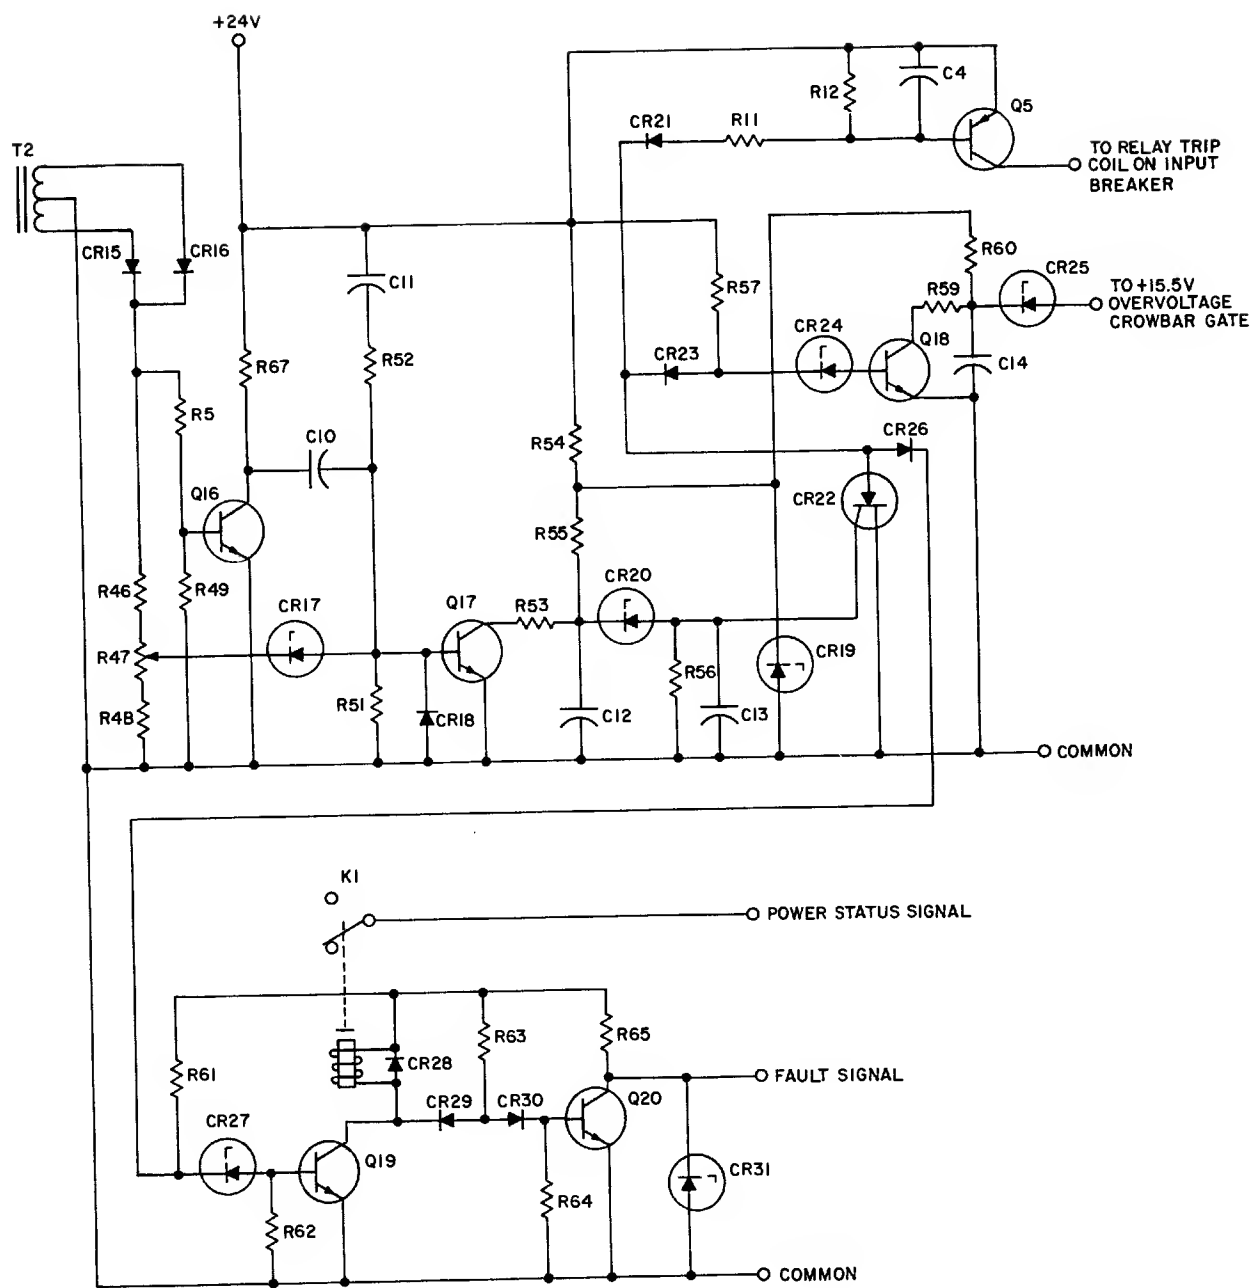 +24V
T2
CR15
CR16
C11
R52
R67
R5
C10
Q16
R46
R49
R47
R48
CR17
R51
CR18
Q17
R53
R54
R55
C12
CR20
R56
C13
CR19
R12
C4
Q5
CR21
R11
TO RELAY TRIP
COIL ON INPUT
BREAKER
R57
R60
CR25
R59
TO +15.5V
OVERVOLTAGE
CROWBAR GATE
CR24
Q18
CR23
C14
CR26
CR22
COMMON
K1
POWER STATUS SIGNAL
R61
CR28
R63
R65
CR27
CR29
CR30
Q20
FAULT SIGNAL
Q19
R62
R64
CR31
COMMON